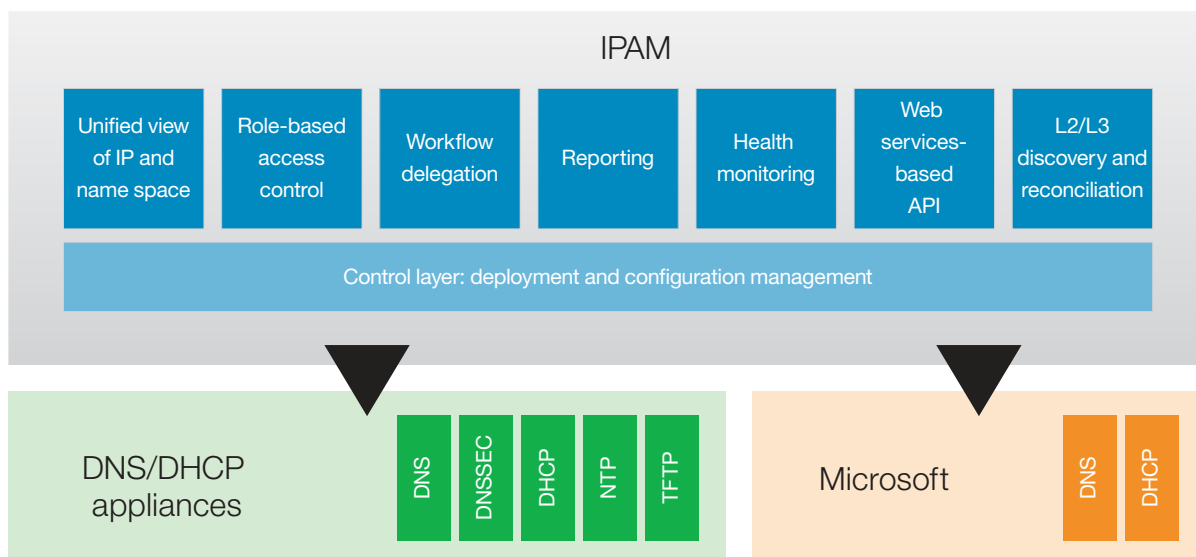 IPAM
Unified view
of IP and
name space
Role-based
access
control
Workflow
delegation
Reporting
Health
monitoring
Web
services-
based
API
L2/L3
discovery and
reconciliation
Control layer: deployment and configuration management
DNS/DHCP
appliances
DNS
DNSSEC
DHCP
NTP
TFTP
Microsoft
DNS
DHCP